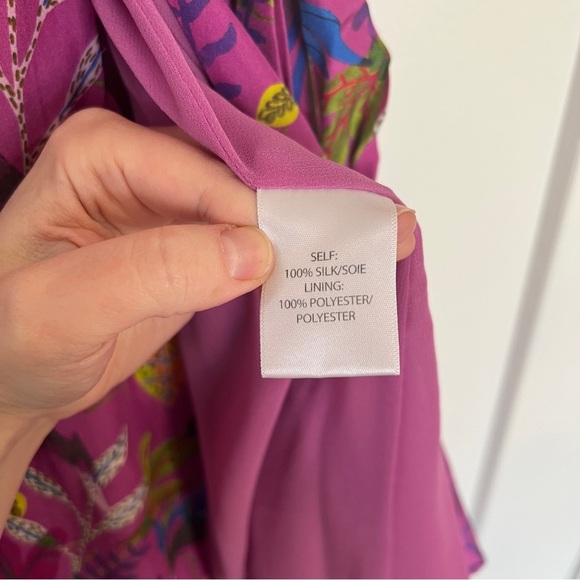 SELF:
100% SILK/SOIE
LINING:
100% POLYESTER/
POLYESTER